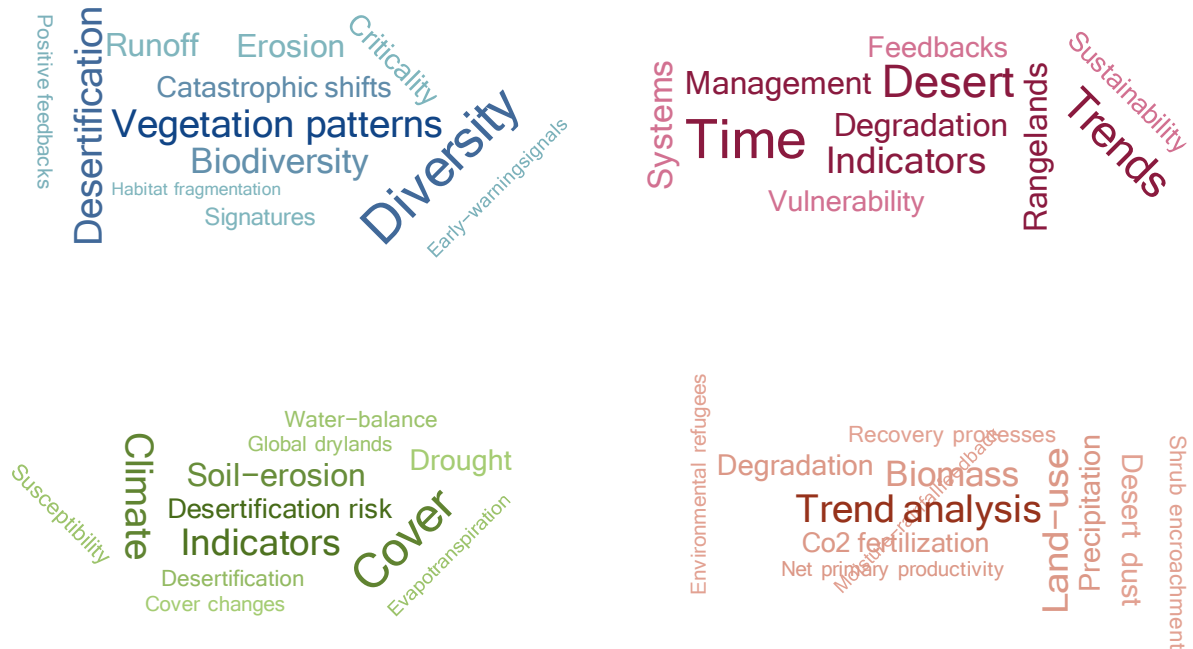 Positive feedbacks
Desertification
Runoff
Erosion
Criticality
Catastrophic shifts
Vegetation patterns
Biodiversity
Habitat fragmentation
Signatures
Diversity
Early-warningsignals
Systems
Feedbacks
Management
Desert
Time
Degradation
Indicators
Vulnerability
Rangelands
Trends
Sustainability
Susceptibility
Climate
Water-balance
Global drylands
Soil-erosion
Drought
Desertification risk
Indicators
Cover
Desertification
Cover changes
Evapotranspiration
Environmental refugees
Recovery processes
Degradation
Biomass
Trend analysis
Co2 fertilization
Net primary productivity
Moisture-rainfallfeedback
Land-use
Precipitation
Desert dust
Shrub encroachment